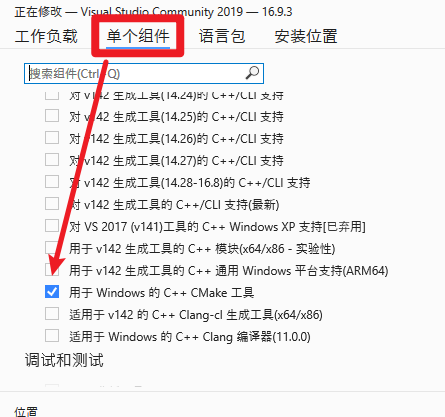 正在修改 — Visual Studio Community 2019 — 16.9.3
工作负载 单个组件 语言包 安装位置
搜索组件(Ctrl+Q)
对 v142 生成工具(14.24)的 C++/CLI 支持
对 v142 生成工具(14.25)的 C++/CLI 支持
对 v142 生成工具(14.26)的 C++/CLI 支持
对 v142 生成工具(14.27)的 C++/CLI 支持
对 v142 生成工具(14.28-16.8)的 C++/CLI 支持
对 v142 生成工具的 C++/CLI 支持(最新)
对 VS 2017 (v141)工具的 C++ Windows XP 支持[已弃用]
用于 v142 生成工具的 C++ 模块(x64/x86 - 实验性)
用于 v142 生成工具的 C++ 通用 Windows 平台支持(ARM64)
用于 Windows 的 C++ CMake 工具
适用于 v142 的 C++ Clang-cl 生成工具(x64/x86)
适用于 Windows 的 C++ Clang 编译器(11.0.0)
调试和测试
位置